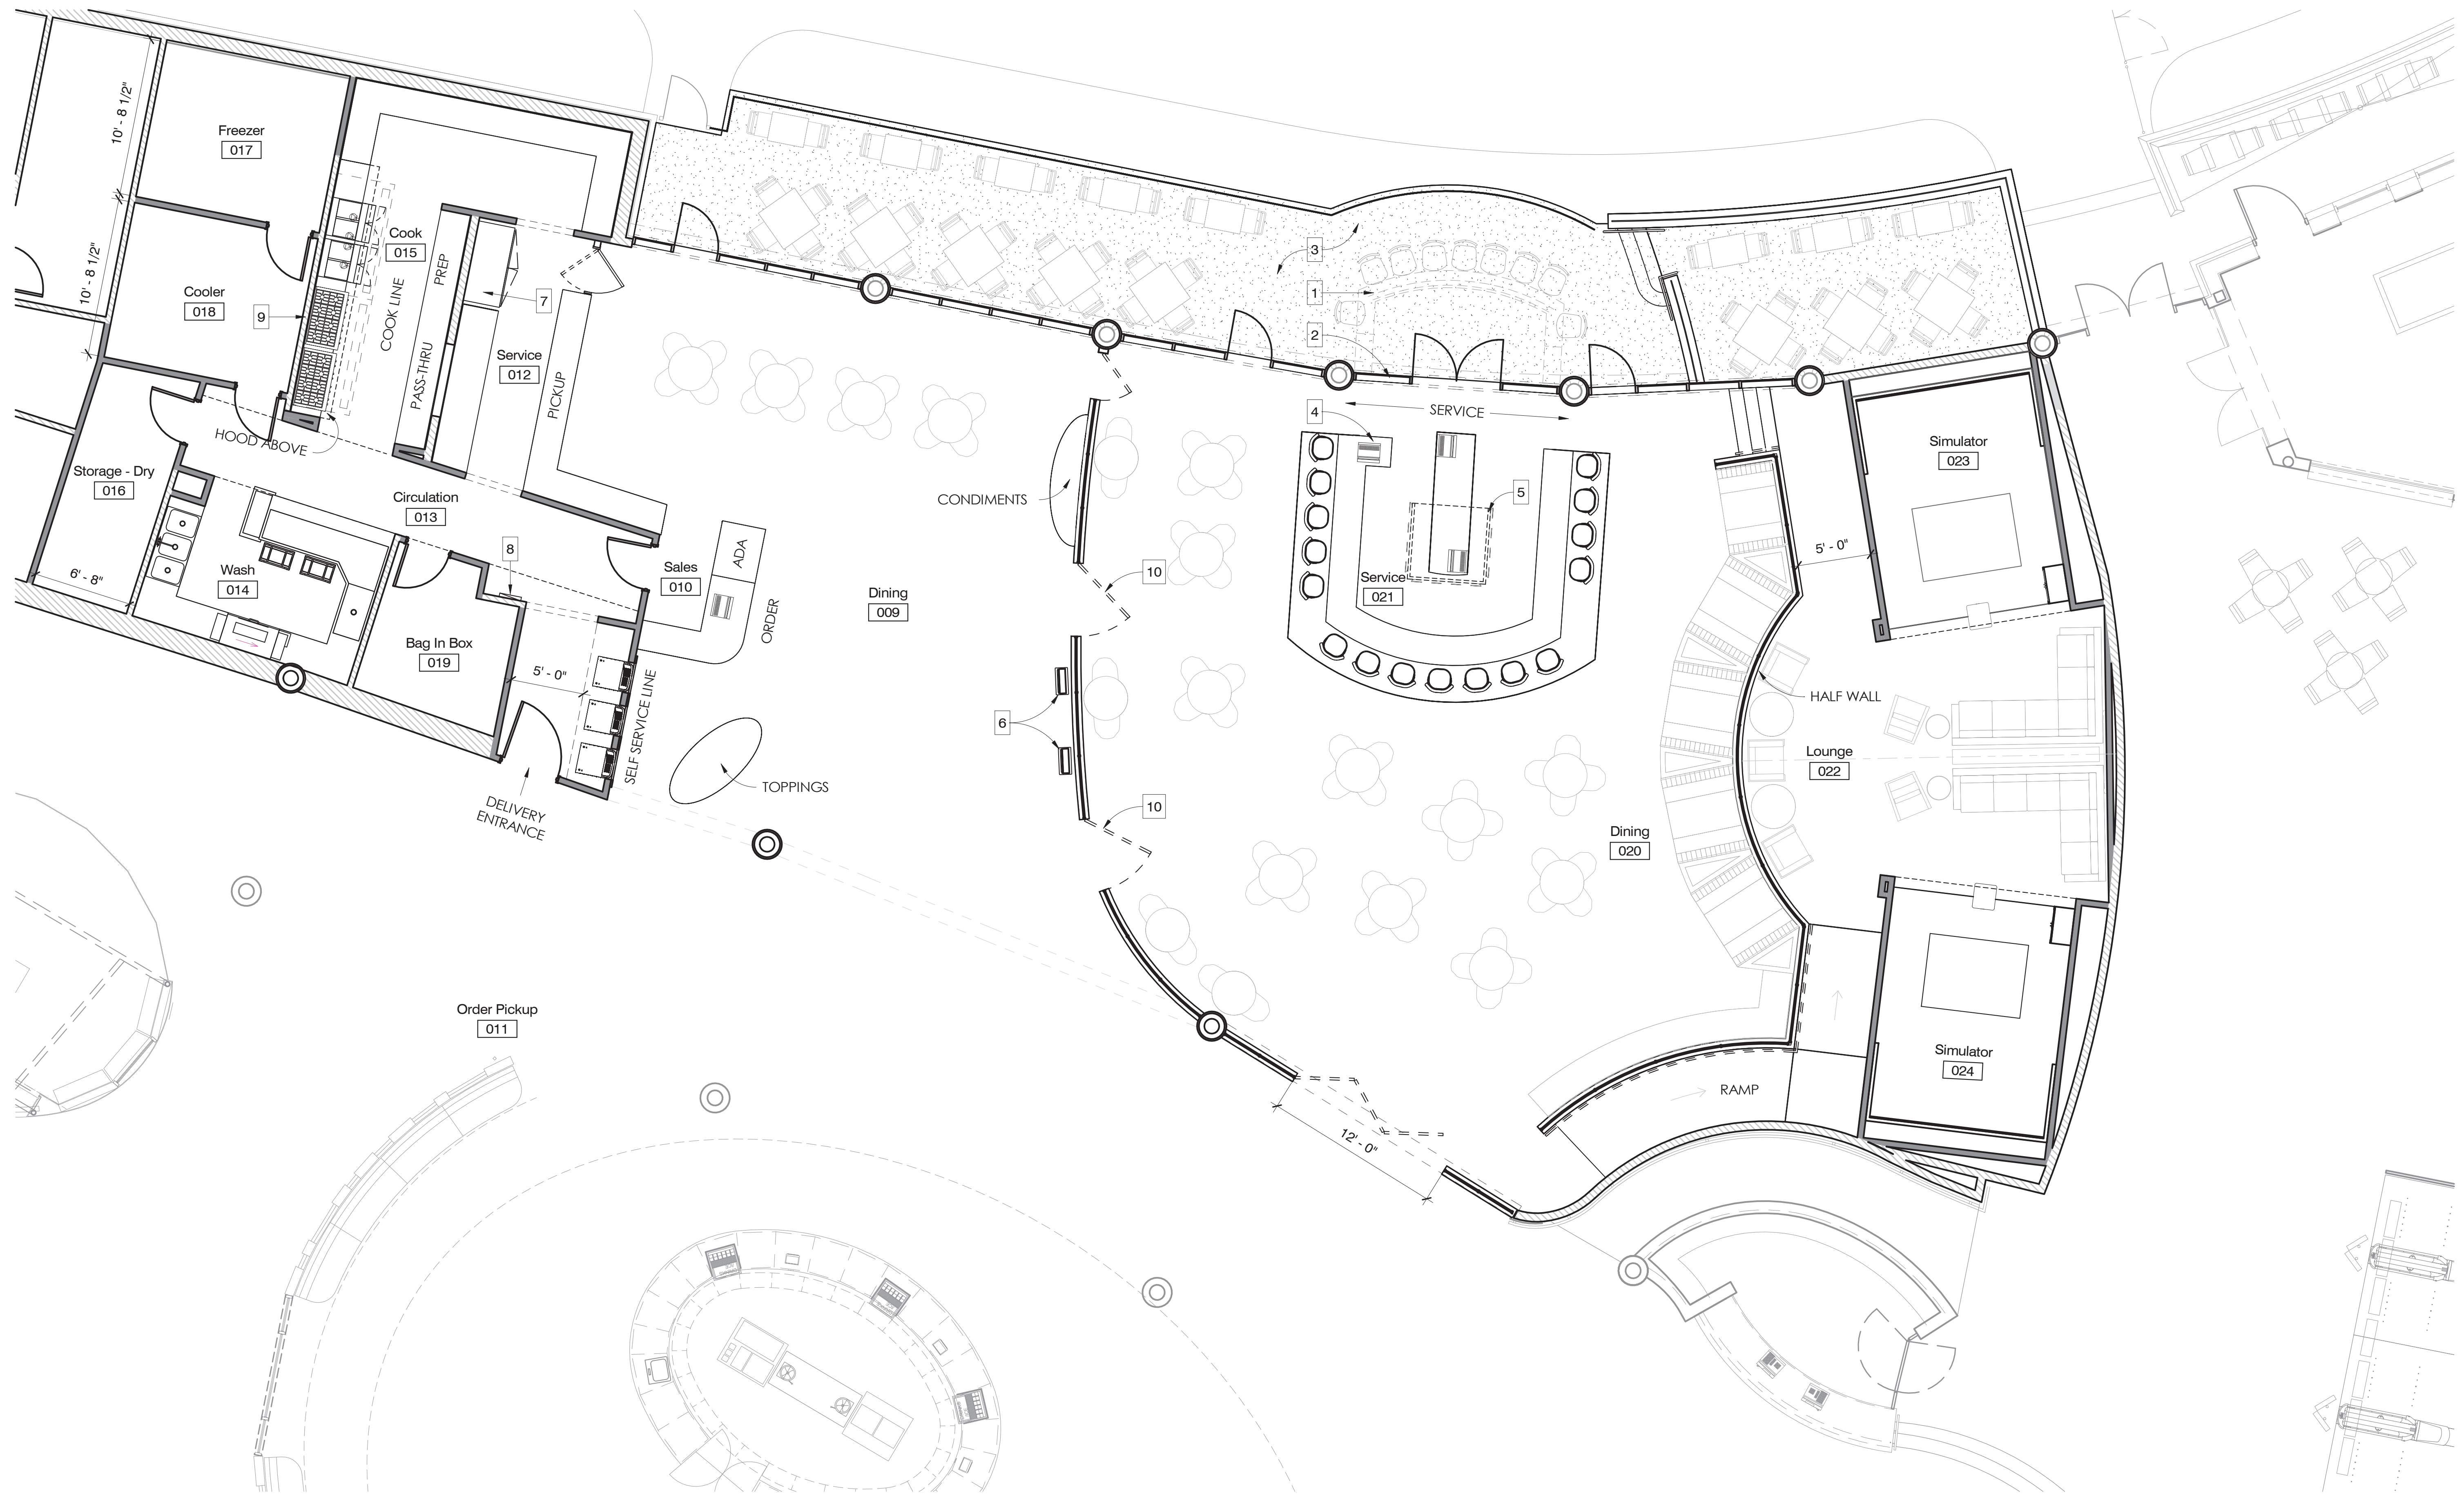 10' - 8 1/2"
Freezer
017
10' - 8 1/2"
Cooler
018
9
Cook
015
COOK LINE
PREP
PASS-THRU
7
Service
012
PICKUP
HOOD ABOVE
Storage - Dry
016
6' - 8"
Wash
014
Circulation
013
8
Bag In Box
019
5' - 0"
Sales
010
ADA
ORDER
SELF SERVICE LINE
DELIVERY
ENTRANCE
TOPPINGS
Dining
009
CONDIMENTS
6
10
10
3
1
2
4
SERVICE
5
Service
021
Simulator
023
5' - 0"
HALF WALL
Lounge
022
Dining
020
Simulator
024
RAMP
12' - 0"
Order Pickup
011